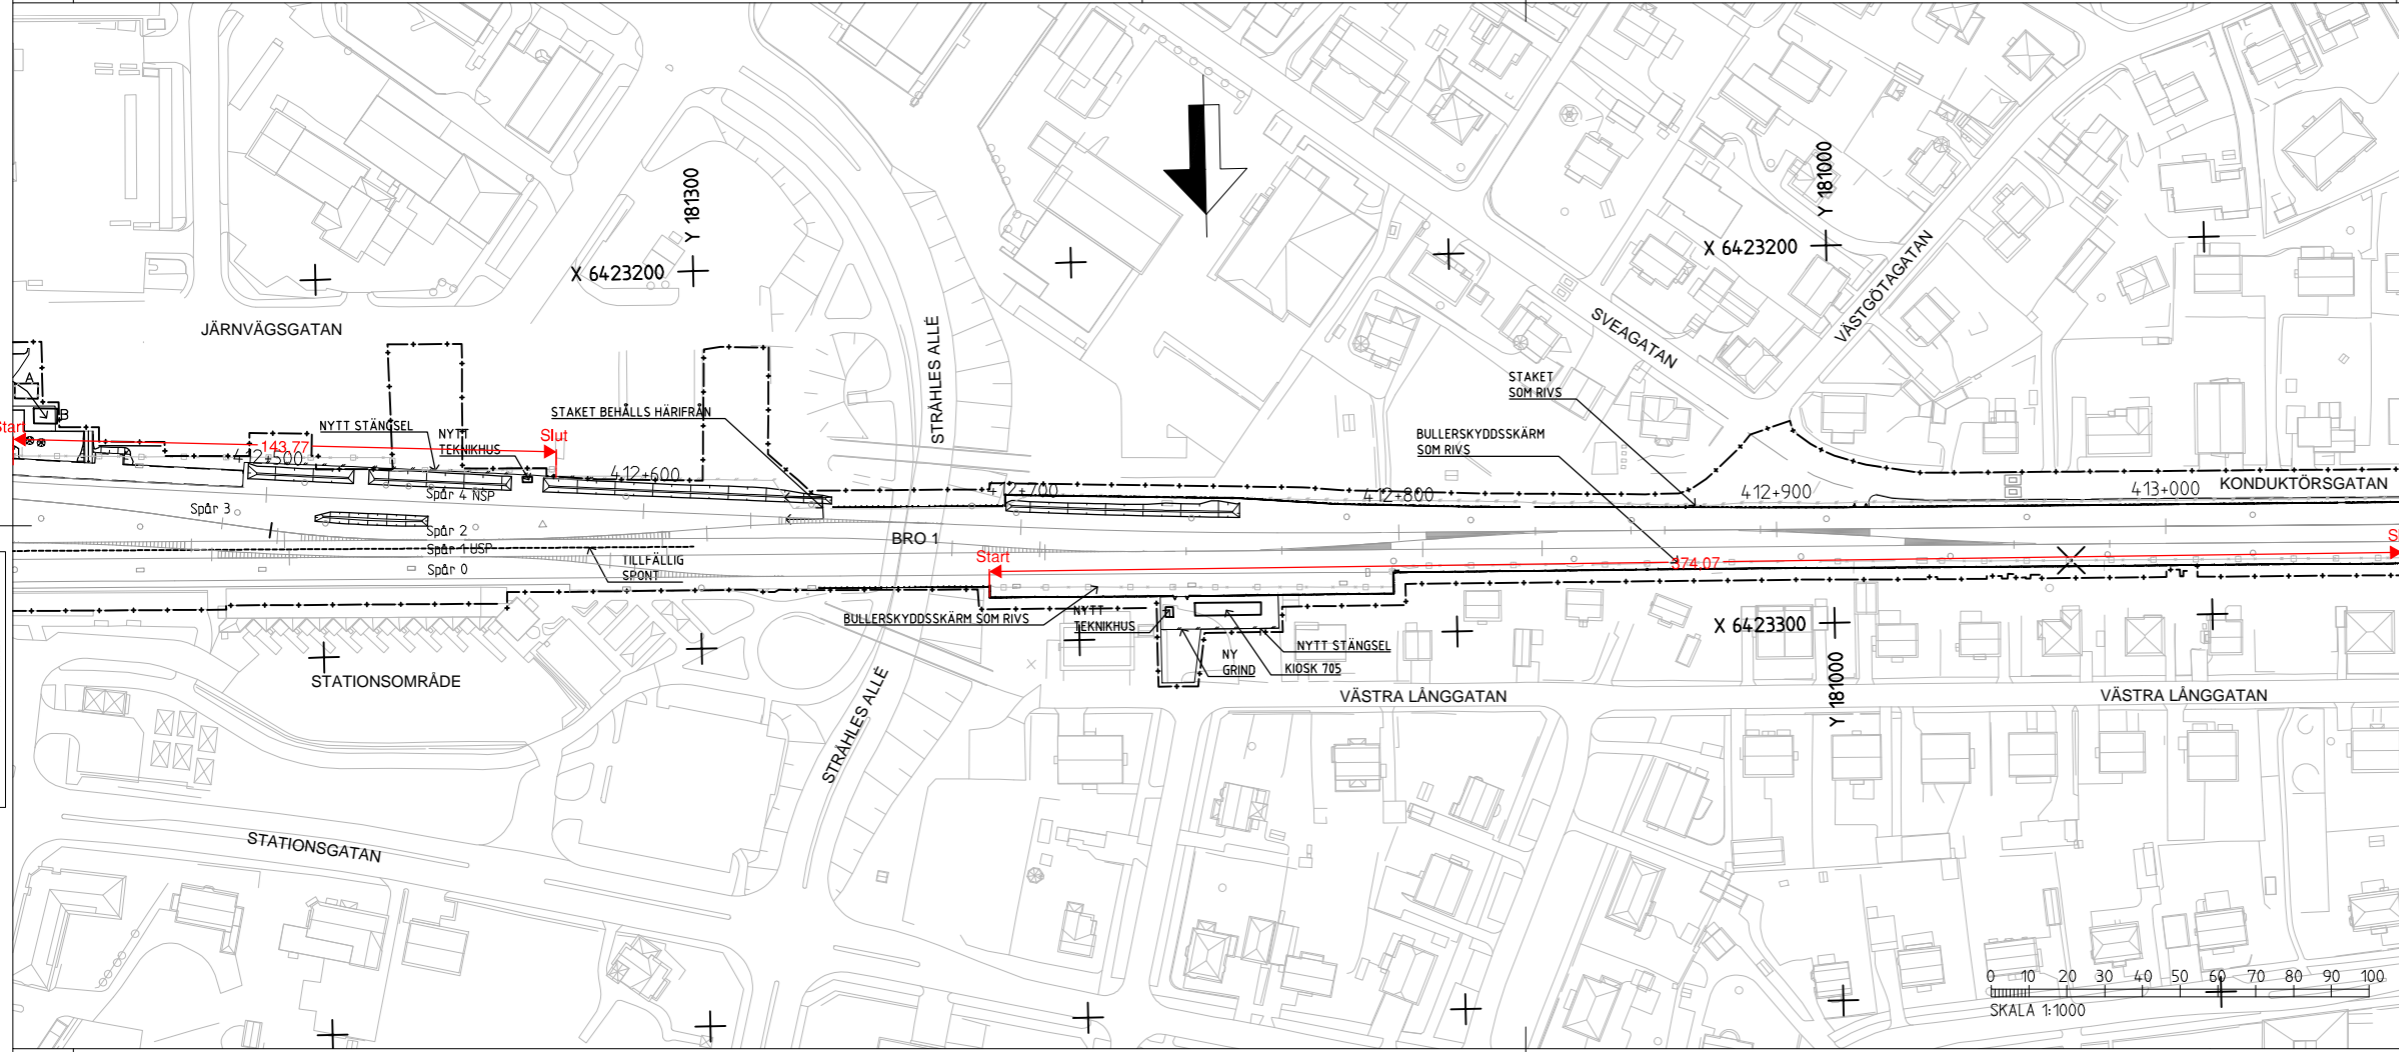 Y 181300
X 6423200
Y 181000
X 6423200
JÄRNVÄGSGATAN
STRÅHLES ALLÉ
SVEAGATAN
VÄSTGÖTAGATAN
A
B
Start
143,77
Slut
NYTT STÄNGSEL
NYTT
TEKNIKHUS
STAKET BEHÅLLS HÄRIFRÅN
STAKET
SOM RIVS
BULLERSKYDDSSKÄRM
SOM RIVS
412+500
412+600
412+700
412+800
412+900
413+000
KONDUKTÖRSGATAN
Spår 4 NSP
Spår 3
Spår 2
Spår 1 USP
Spår 0
TILLFÄLLIG
SPONT
BRO 1
Start
374,07
BULLERSKYDDSSKÄRM SOM RIVS
NYTT
TEKNIKHUS
NY
GRIND
NYTT STÄNGSEL
KIOSK 705
X 6423300
Y 181000
STATIONSOMRÅDE
STRÅHLES ALLÉ
VÄSTRA LÅNGGATAN
VÄSTRA LÅNGGATAN
STATIONSGATAN
0 10 20 30 40 50 60 70 80 90 100
SKALA 1:1000